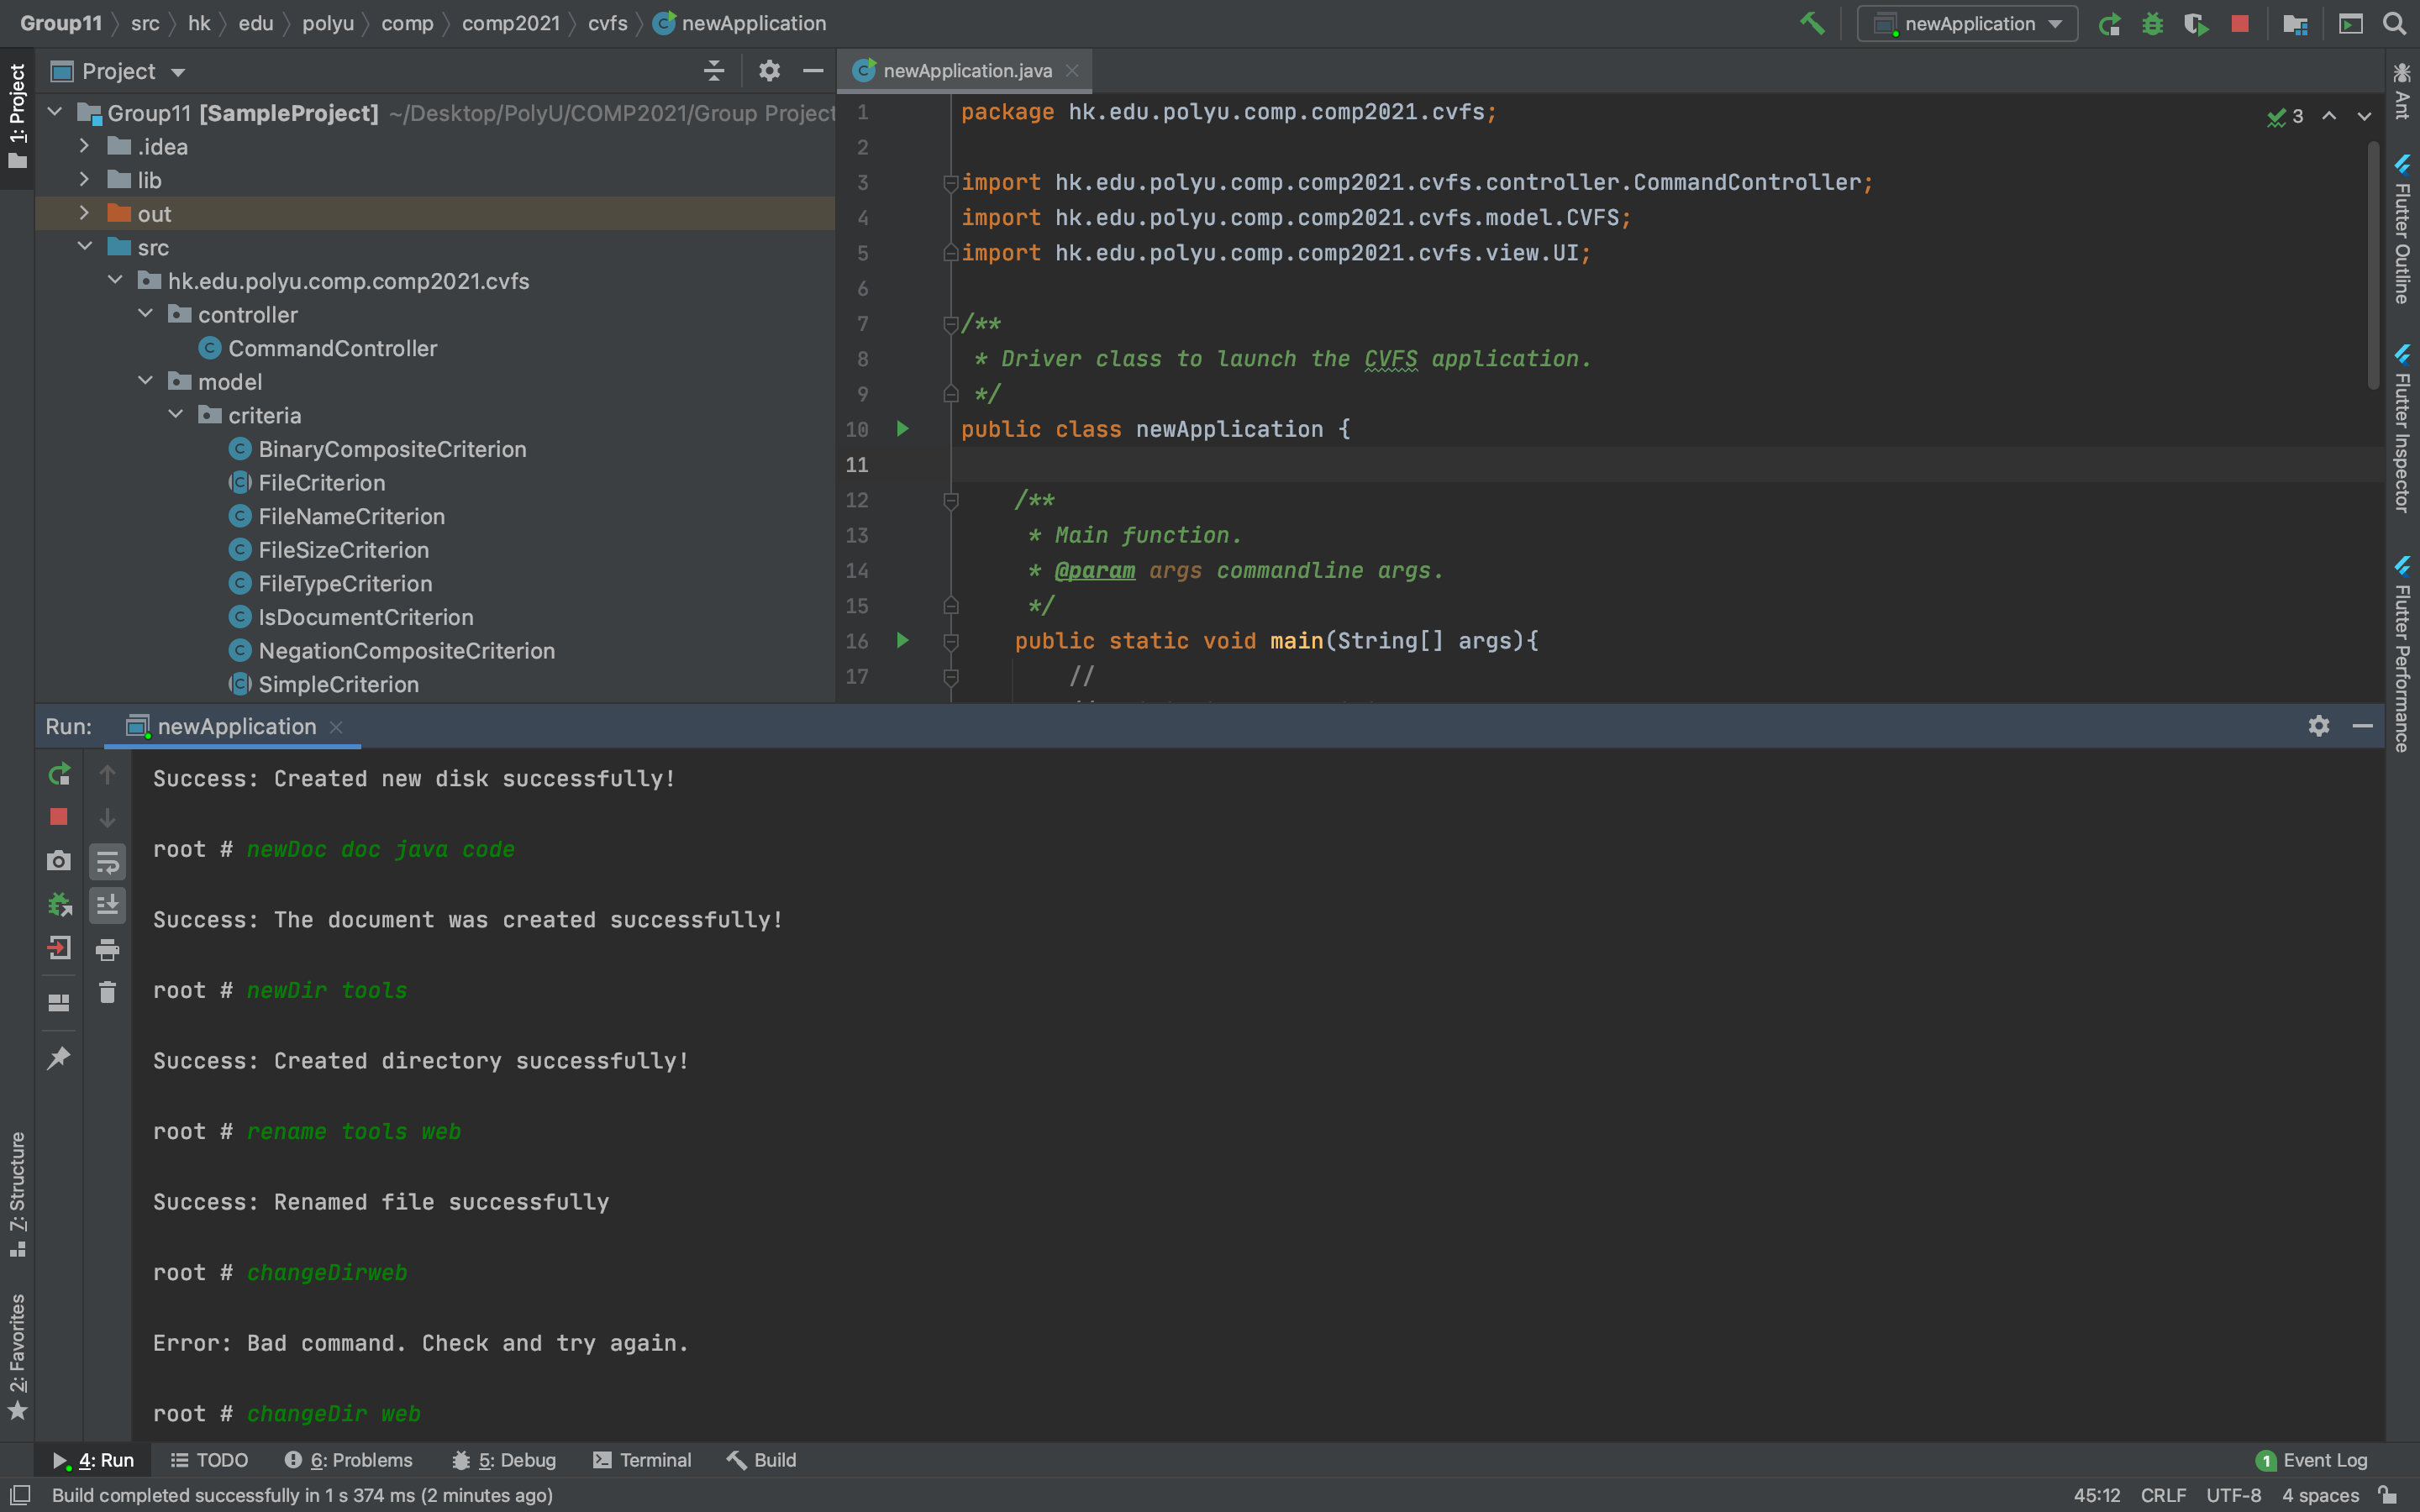 Group11 src hk edu polyu comp comp2021 cvfs newApplication
newApplication
1: Project
Project
Group11 [SampleProject] ~/Desktop/PolyU/COMP2021/Group Project
.idea
lib
out
src
hk.edu.polyu.comp.comp2021.cvfs
controller
CommandController
model
criteria
BinaryCompositeCriterion
FileCriterion
FileNameCriterion
FileSizeCriterion
FileTypeCriterion
IsDocumentCriterion
NegationCompositeCriterion
SimpleCriterion
newApplication.java
3
1 package hk.edu.polyu.comp.comp2021.cvfs;
2
3 import hk.edu.polyu.comp.comp2021.cvfs.controller.CommandController;
4 import hk.edu.polyu.comp.comp2021.cvfs.model.CVFS;
5 import hk.edu.polyu.comp.comp2021.cvfs.view.UI;
6
7 /**
8 * Driver class to launch the CVFS application.
9 */
10 public class newApplication {
11
12 /**
13 * Main function.
14 * @param args commandline args.
15 */
16 public static void main(String[] args){
17 //
Ant
Flutter Outline
Flutter Inspector
Flutter Performance
Run: newApplication
Success: Created new disk successfully!
root # newDoc doc java code
Success: The document was created successfully!
root # newDir tools
Success: Created directory successfully!
root # rename tools web
Success: Renamed file successfully
root # changeDirweb
Error: Bad command. Check and try again.
root # changeDir web
7: Structure
2: Favorites
4: Run TODO 6: Problems 5: Debug Terminal Build 1 Event Log
Build completed successfully in 1 s 374 ms (2 minutes ago) 45:12 CRLF UTF-8 4 spaces